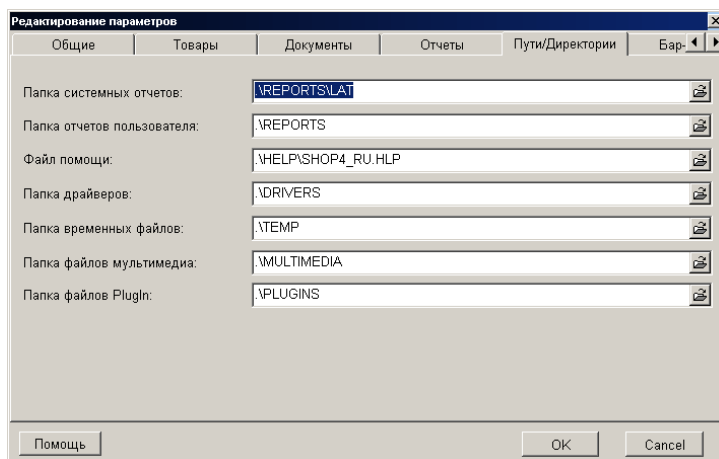 Редактирование параметров
Общие Товары Документы Отчеты Пути/Директории Бар-
Папка системных отчетов: .\REPORTS\LAT
Папка отчетов пользователя: .\REPORTS
Файл помощи: .\HELP\SHOP4_RU.HLP
Папка драйверов: .\DRIVERS
Папка временных файлов: .\TEMP
Папка файлов мультимедиа: .\MULTIMEDIA
Папка файлов PlugIn: .\PLUGINS
Помощь OK Cancel